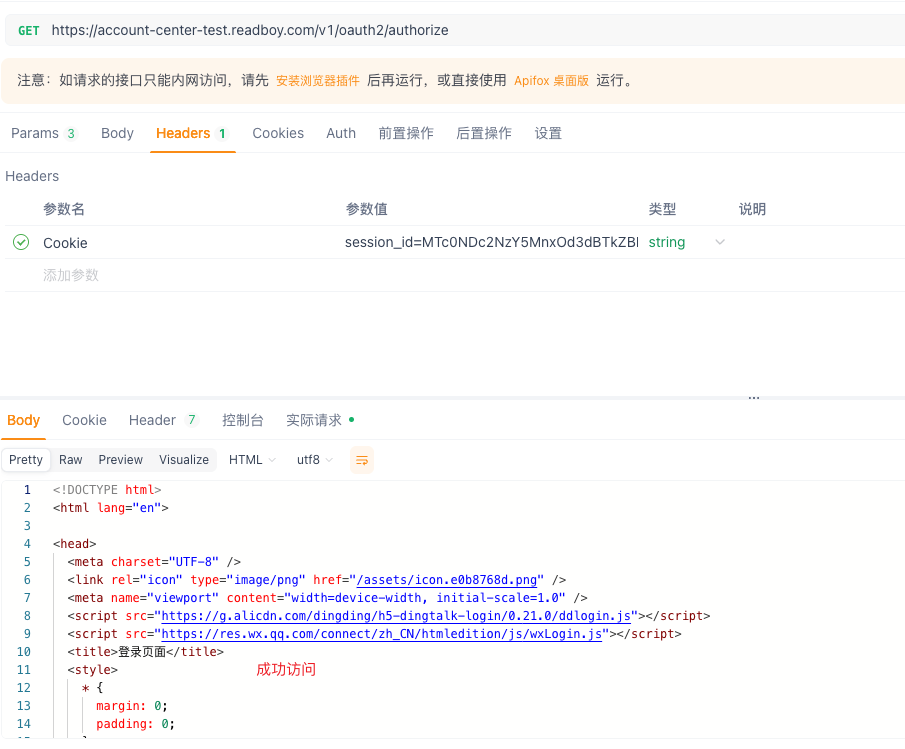 GET https://account-center-test.readboy.com/v1/oauth2/authorize
注意：如请求的接口只能内网访问，请先 安装浏览器插件 后再运行，或直接使用 Apifox 桌面版 运行。
Params 3 Body Headers 1 Cookies Auth 前置操作 后置操作 设置
Headers
参数名 参数值 类型 说明
Cookie session_id=MTc0NDc2NzY5MnxOd3dBTkZBl string
添加参数
...
Body Cookie Header 7 控制台 实际请求
Pretty Raw Preview Visualize HTML utf8
1 <!DOCTYPE html>
2 <html lang="en">
3
4 <head>
5 <meta charset="UTF-8" />
6 <link rel="icon" type="image/png" href="/assets/icon.e0b8768d.png" />
7 <meta name="viewport" content="width=device-width, initial-scale=1.0" />
8 <script src="https://g.alicdn.com/dingding/h5-dingtalk-login/0.21.0/ddlogin.js"></script>
9 <script src="https://res.wx.qq.com/connect/zh_CN/htmledition/js/wxLogin.js"></script>
10 <title>登录页面</title>
11 <style> 成功访问
12 * {
13 margin: 0;
14 padding: 0;